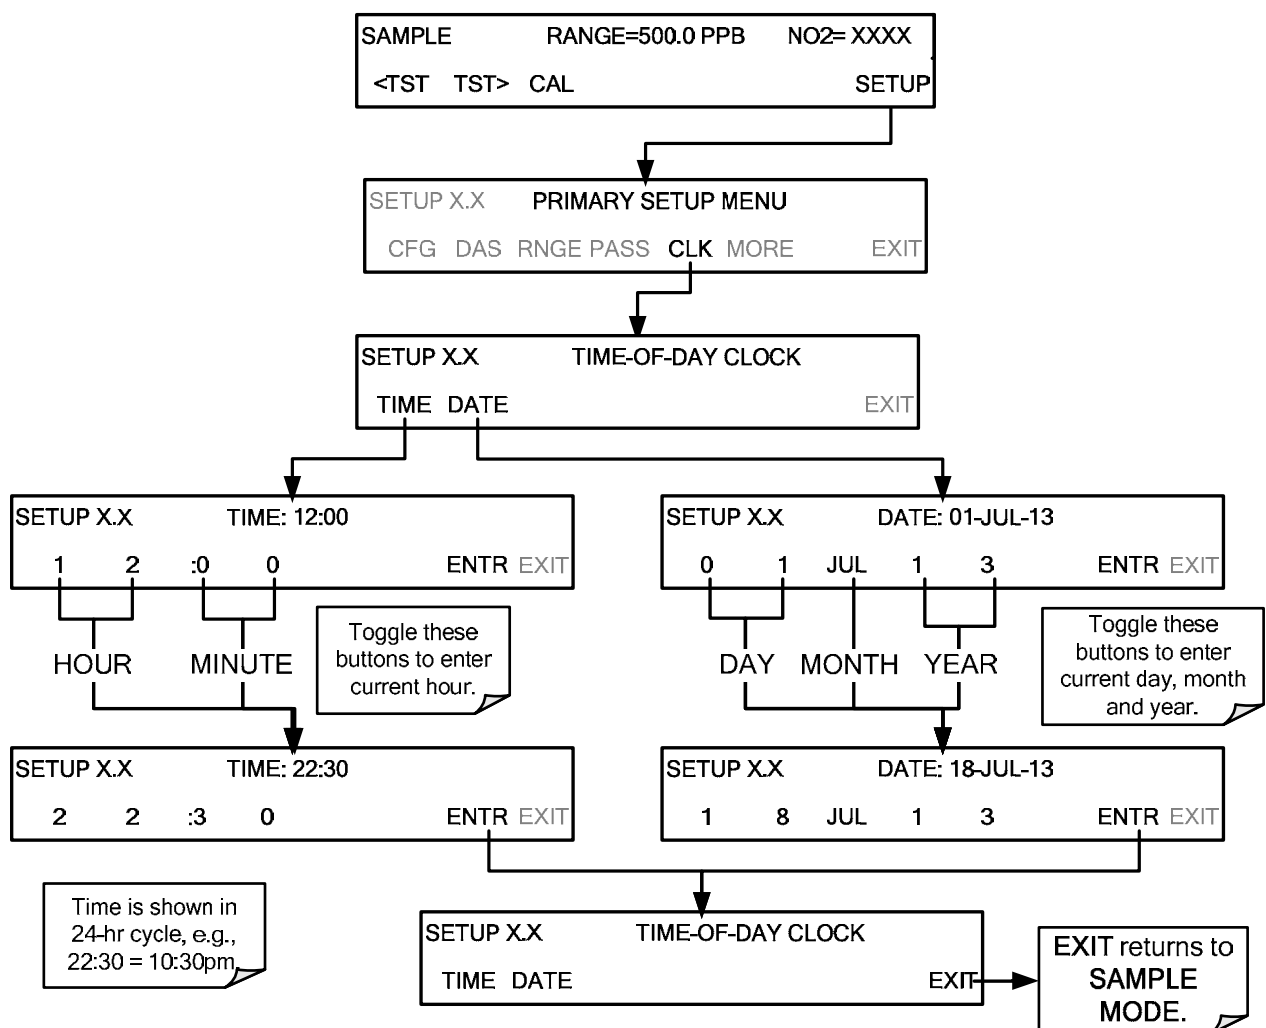 SAMPLE RANGE=500.0 PPB NO2= XXXX
<TST TST> CAL SETUP
SETUP X.X PRIMARY SETUP MENU
CFG DAS RNGE PASS CLK MORE EXIT
SETUP X.X TIME-OF-DAY CLOCK
TIME DATE EXIT
SETUP X.X TIME: 12:00
1 2 :0 0 ENTR EXIT
HOUR MINUTE
Toggle these
buttons to enter
current hour.
SETUP X.X DATE: 01-JUL-13
0 1 JUL 1 3 ENTR EXIT
DAY MONTH YEAR
Toggle these
buttons to enter
current day, month
and year.
SETUP X.X TIME: 22:30
2 2 :3 0 ENTR EXIT
SETUP X.X DATE: 18-JUL-13
1 8 JUL 1 3 ENTR EXIT
Time is shown in
24-hr cycle, e.g.,
22:30 = 10:30pm
SETUP X.X TIME-OF-DAY CLOCK
TIME DATE EXIT
EXIT returns to
SAMPLE
MODE.